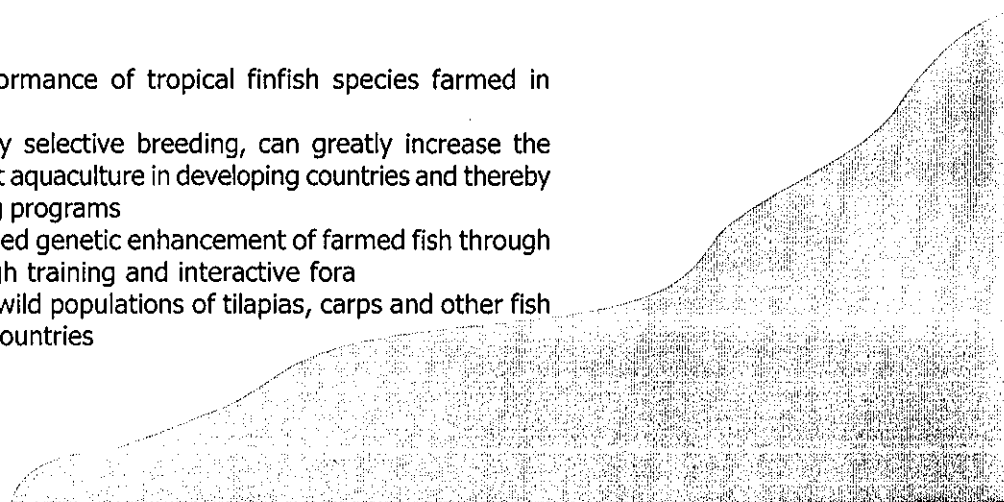 ormance of tropical finfish species farmed in
y selective breeding, can greatly increase the
t aquaculture in developing countries and thereby
g programs
ed genetic enhancement of farmed fish through
gh training and interactive fora
wild populations of tilapias, carps and other fish
ountries